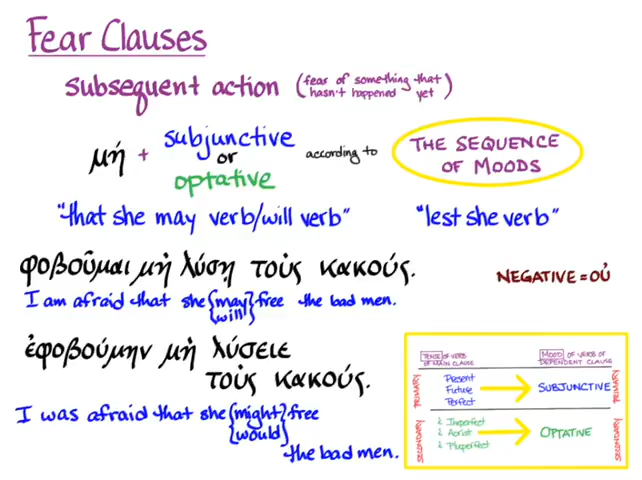 Fear Clauses
subsequent action (fear of something that hasn't happened yet)
μή + subjunctive or optative according to THE SEQUENCE OF MOODS
"that she may verb/will verb" "lest she verb"
φοβοῦμαι μὴ λύσῃ τοὺς κακούς.
NEGATIVE = οὐ
I am afraid that she {may} free the bad men.
{will}
ἐφοβούμην μὴ λύσειε
τοὺς κακούς.
I was afraid that she {might} free
{would}
the bad men.
TENSE OF VERB OF MAIN CLAUSE
MOOD OF VERB OF DEPENDENT CLAUSE
PRIMARY
Present
Future
Perfect
SUBJUNCTIVE
PRIMARY
SECONDARY
Imperfect
Aorist
Pluperfect
OPTATIVE
SECONDARY